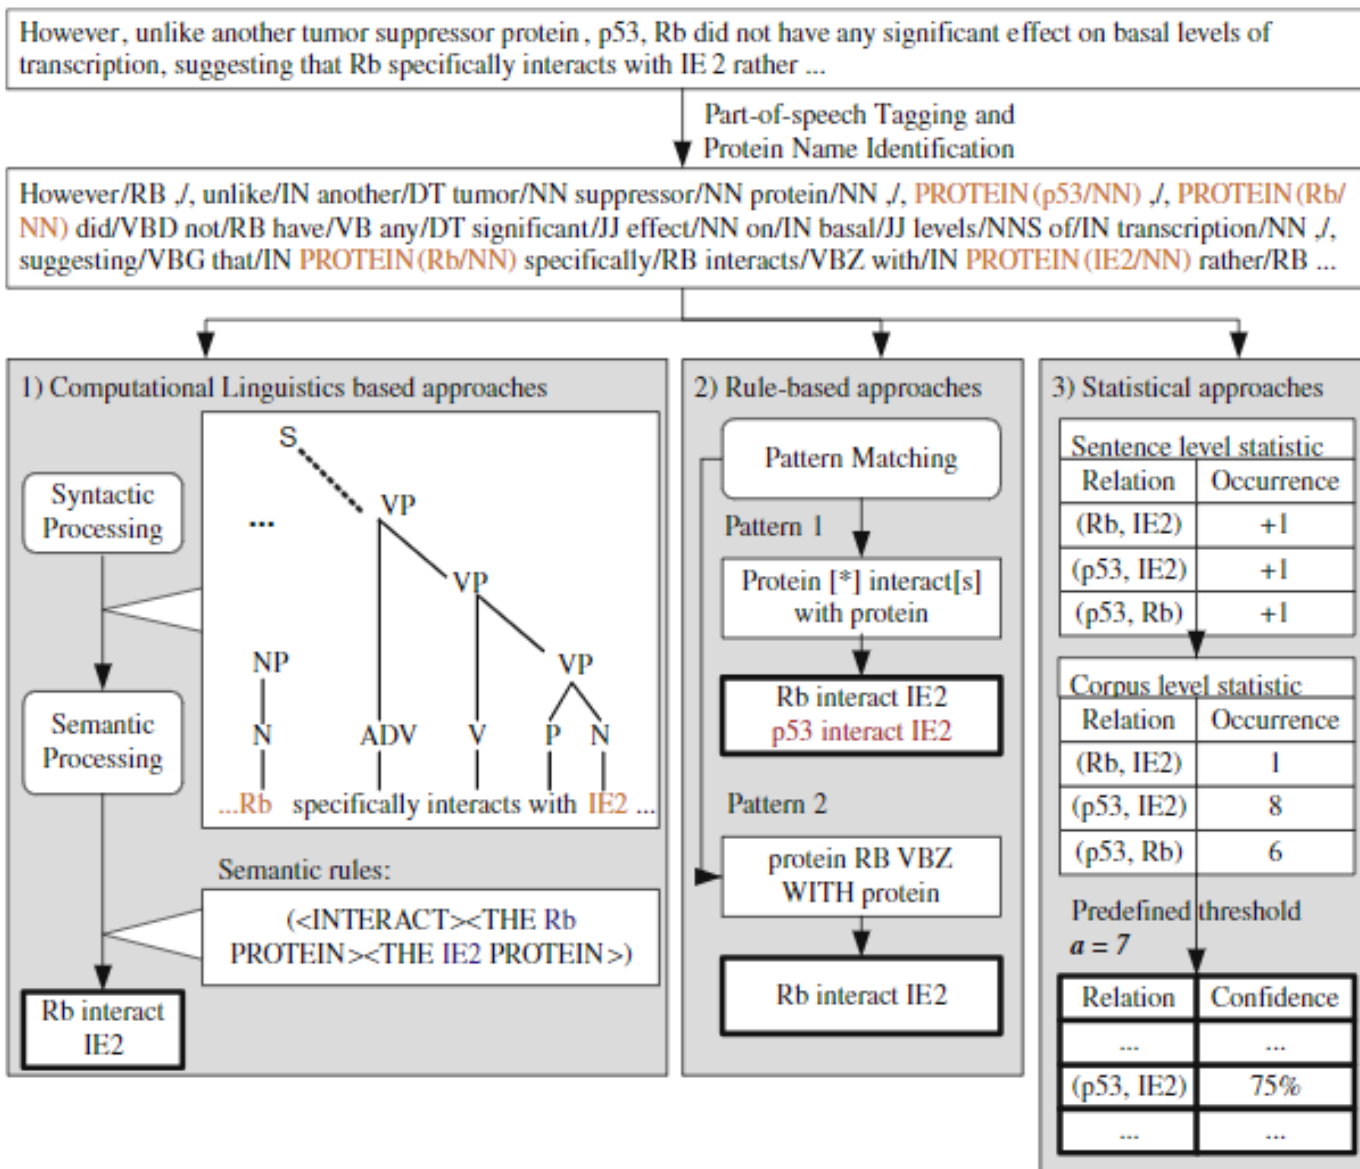 However, unlike another tumor suppressor protein, p53, Rb did not have any significant effect on basal levels of
transcription, suggesting that Rb specifically interacts with IE 2 rather ...
Part-of-speech Tagging and
Protein Name Identification
However/RB ,/, unlike/IN another/DT tumor/NN suppressor/NN protein/NN ,/, PROTEIN(p53/NN) ,/, PROTEIN(Rb/
NN) did/VBD not/RB have/VB any/DT significant/JJ effect/NN on/IN basal/JJ levels/NNS of/IN transcription/NN ,/,
suggesting/VBG that/IN PROTEIN(Rb/NN) specifically/RB interacts/VBZ with/IN PROTEIN(IE2/NN) rather/RB ...
1) Computational Linguistics based approaches
Syntactic
Processing
Semantic
Processing
S
VP
...
VP
NP
VP
N ADV V P N
...Rb specifically interacts with IE2 ...
Semantic rules:
(<INTERACT><THE Rb
PROTEIN><THE IE2 PROTEIN>)
Rb interact
IE2
2) Rule-based approaches
Pattern Matching
Pattern 1
Protein [*] interact[s]
with protein
Rb interact IE2
p53 interact IE2
Pattern 2
protein RB VBZ
WITH protein
Rb interact IE2
3) Statistical approaches
Sentence level statistic
Relation Occurrence
(Rb, IE2) +1
(p53, IE2) +1
(p53, Rb) +1
Corpus level statistic
Relation Occurrence
(Rb, IE2) 1
(p53, IE2) 8
(p53, Rb) 6
Predefined threshold
a = 7
Relation Confidence
... ...
(p53, IE2) 75%
... ...